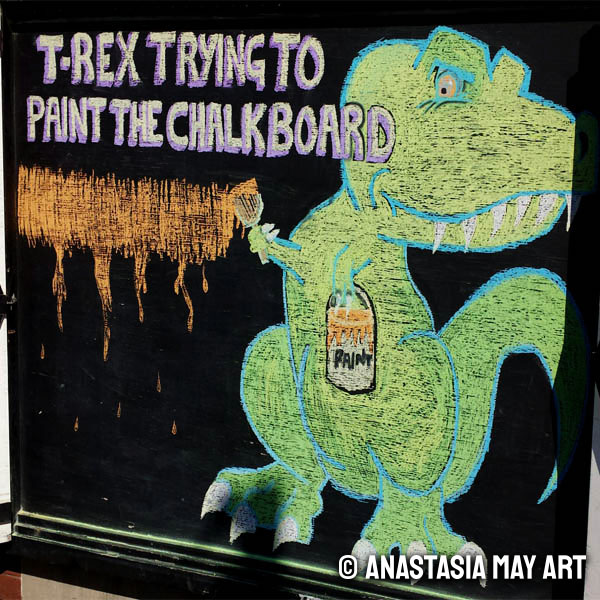 T-REX TRYING TO
PAINT THE CHALKBOARD
PAINT
© ANASTASIA MAY ART